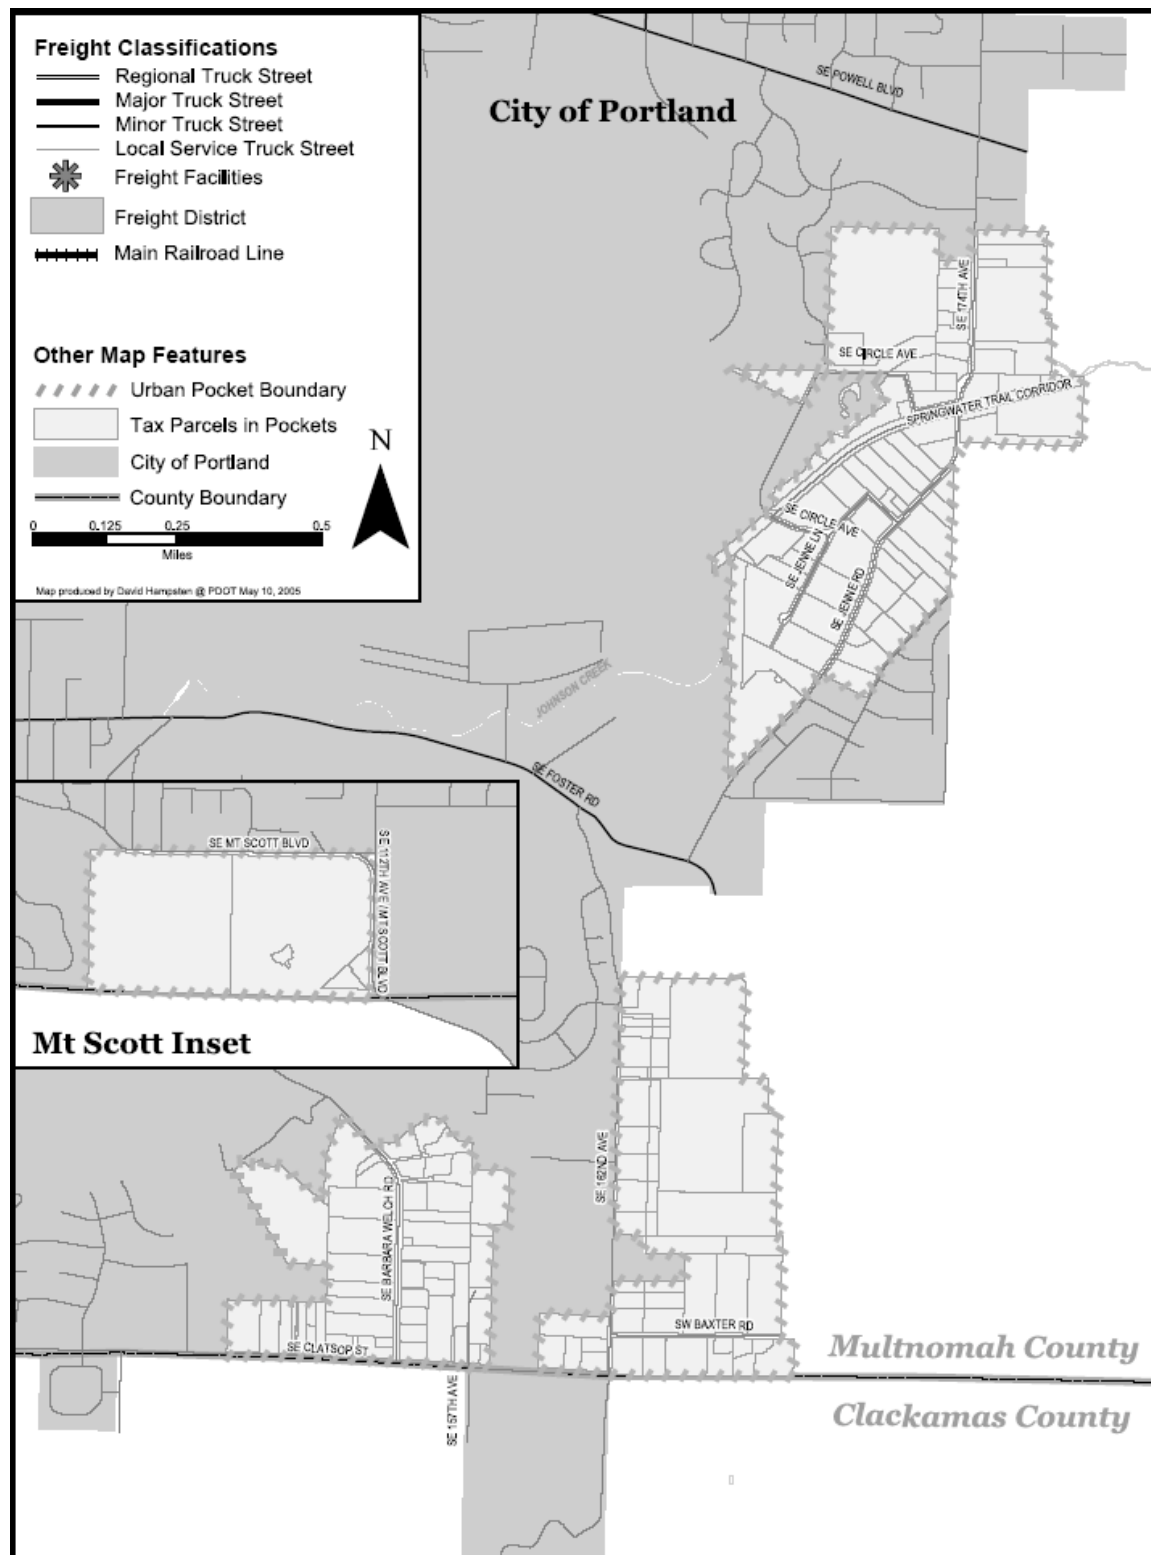 Freight Classifications
Regional Truck Street
Major Truck Street
Minor Truck Street
Local Service Truck Street
Freight Facilities
Freight District
Main Railroad Line
Other Map Features
Urban Pocket Boundary
Tax Parcels in Pockets
City of Portland
County Boundary
N
0 0.125 0.25 0.5
Miles
Map produced by David Hampsten @ PDOT May 10, 2005
SE POWELL BLVD
City of Portland
SE 174TH AVE
SE CIRCLE AVE
SPRINGWATER TRAIL CORRIDOR
SE CIRCLE AVE
SE JENNE LN
SE JENNE RD
JOHNSON CREEK
SE FOSTER RD
SE MT SCOTT BLVD
SE 112TH AVE / MT SCOTT BLVD
Mt Scott Inset
SE 162ND AVE
SE BARBARA WELCH RD
SE CLATSOP ST
SW BAXTER RD
SE 157TH AVE
Multnomah County
Clackamas County